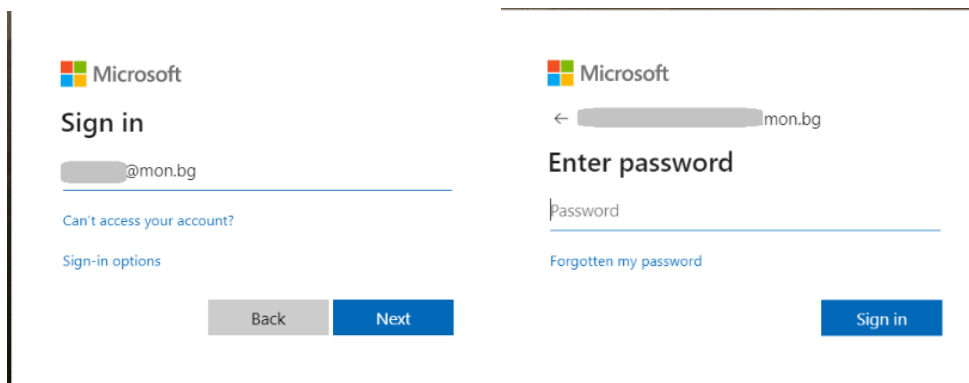 Microsoft
Sign in
@mon.bg
Can't access your account?
Sign-in options
Back
Next
Microsoft
mon.bg
Enter password
Password
Forgotten my password
Sign in